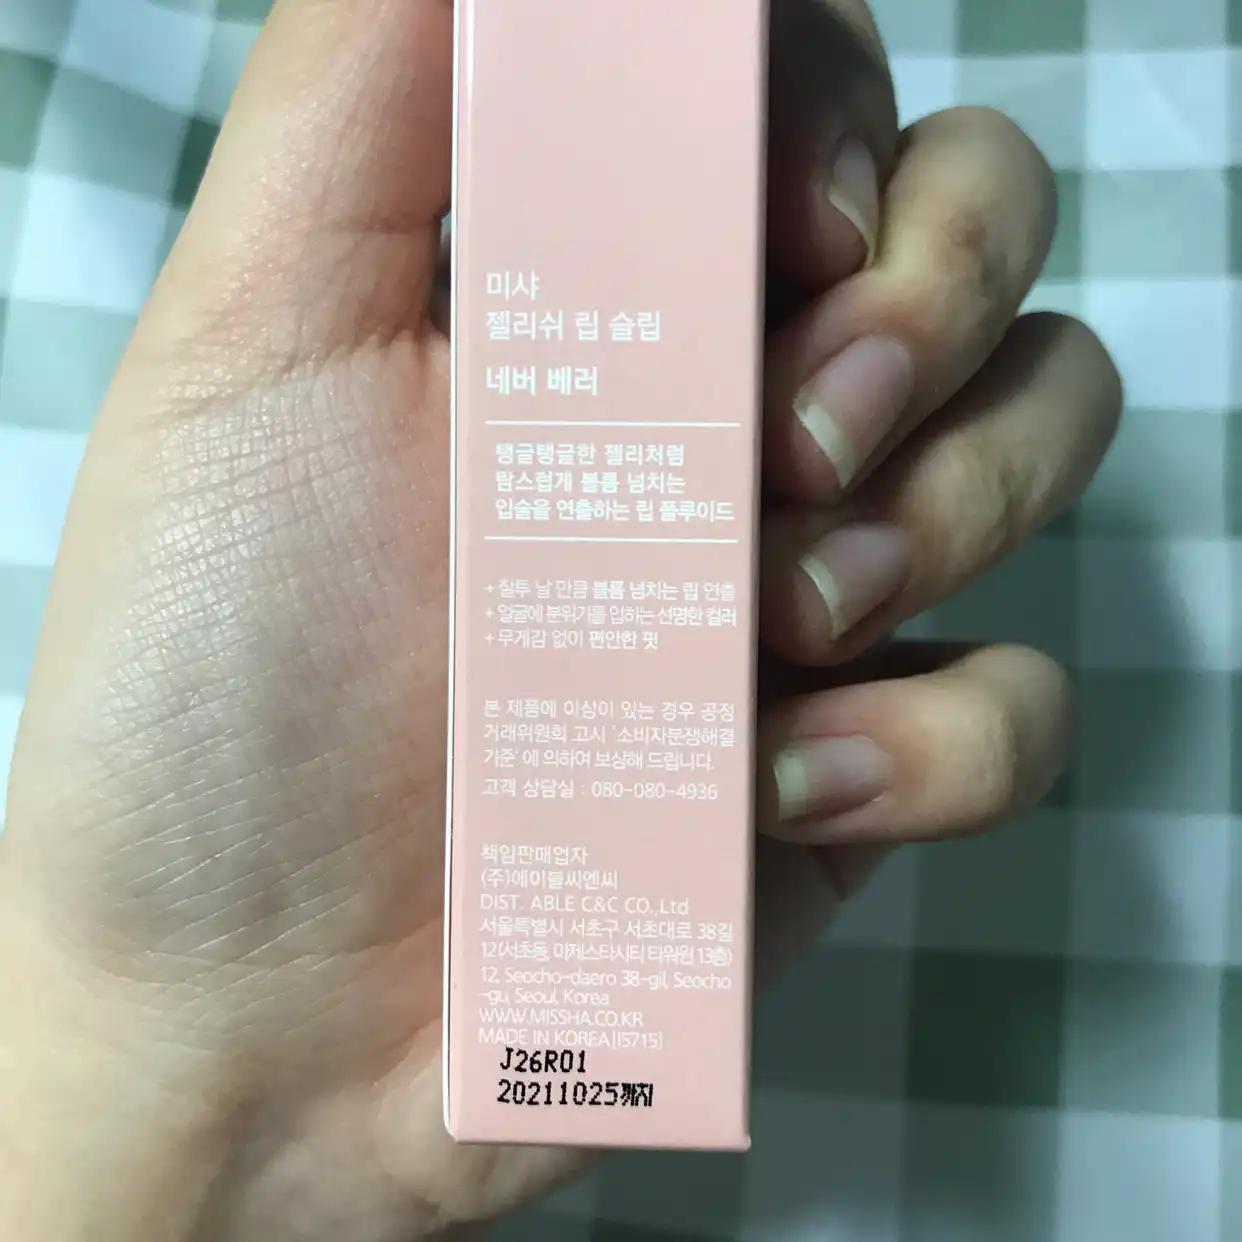 미샤
젤리쉬 립 슬립
네버 베러
탱글탱글한 젤리처럼
탐스럽게 볼륨 넘치는
입술을 연출하는 립 플루이드
+ 질투 날 만큼 볼륨 넘치는 립 연출
+ 얼굴에 분위기를 입히는 선명한 컬러
+ 무게감 없이 편안한 핏
본 제품에 이상이 있는 경우 공정
거래위원회 고시 '소비자분쟁해결
기준' 에 의하여 보상해 드립니다.
고객 상담실 : 080-080-4936
책임판매업자
(주)에이블씨엔씨
DIST. ABLE C&C CO.,Ltd
서울특별시 서초구 서초대로 38길
12(서초동, 마제스타시티 타워원 13층)
12, Seocho-daero 38-gil, Seocho
-gu, Seoul, Korea
WWW.MISSHA.CO.KR
MADE IN KOREA [I5715]
J26R01
20211025까지